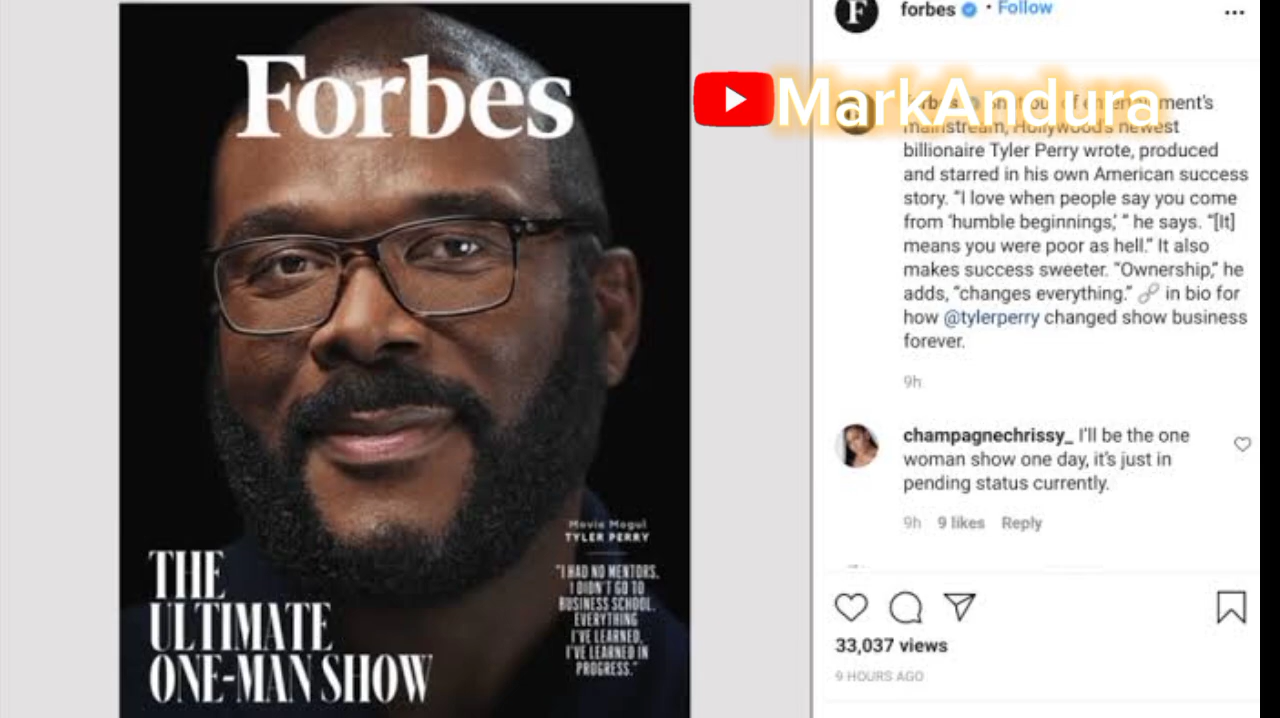 Forbes
THE
ULTIMATE
ONE-MAN SHOW
Movie Mogul
TYLER PERRY
"I HAD NO MENTORS.
I DIDN'T GO TO
BUSINESS SCHOOL.
EVERYTHING
I'VE LEARNED,
I'VE LEARNED IN
PROGRESS."
MarkAndura
F
forbes • Follow
forbes Shut out of entertainment's
mainstream, Hollywood's newest
billionaire Tyler Perry wrote, produced
and starred in his own American success
story. “I love when people say you come
from ‘humble beginnings,’ ” he says. “[It]
means you were poor as hell.” It also
makes success sweeter. “Ownership,” he
adds, “changes everything.” 🔗 in bio for
how @tylerperry changed show business
forever.
9h
champagnechrissy_ I’ll be the one
woman show one day, it’s just in
pending status currently.
9h 9 likes Reply
33,037 views
9 HOURS AGO